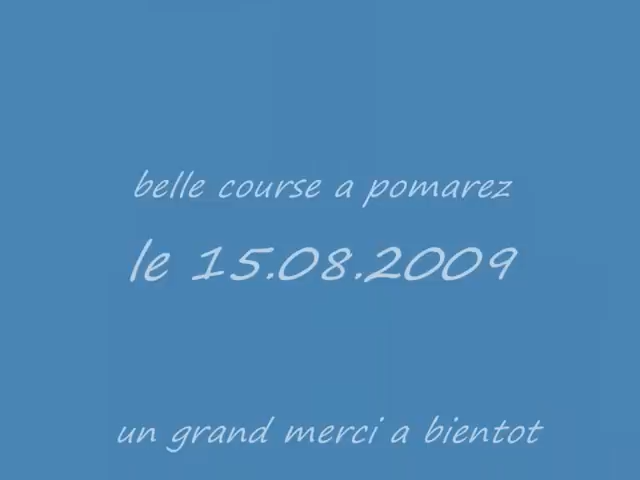 belle course a pomarez
le 15.08.2009
un grand merci a bientot